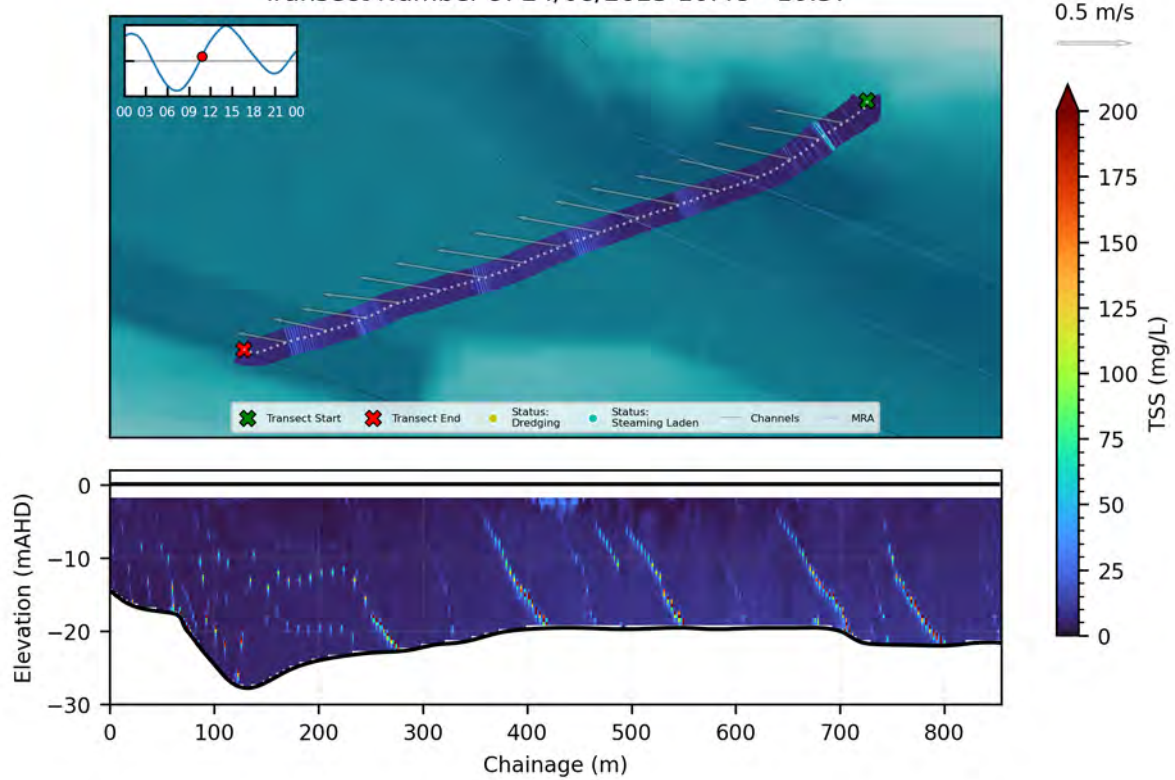 0.5 m/s
00 03 06 09 12 15 18 21 00
Transect Start
Transect End
Status:
Dredging
Status:
Steaming Laden
Channels
MRA
200
175
150
125
100
75
50
25
0
TSS (mg/L)
0
−10
−20
−30
Elevation (mAHD)
0 100 200 300 400 500 600 700 800
Chainage (m)